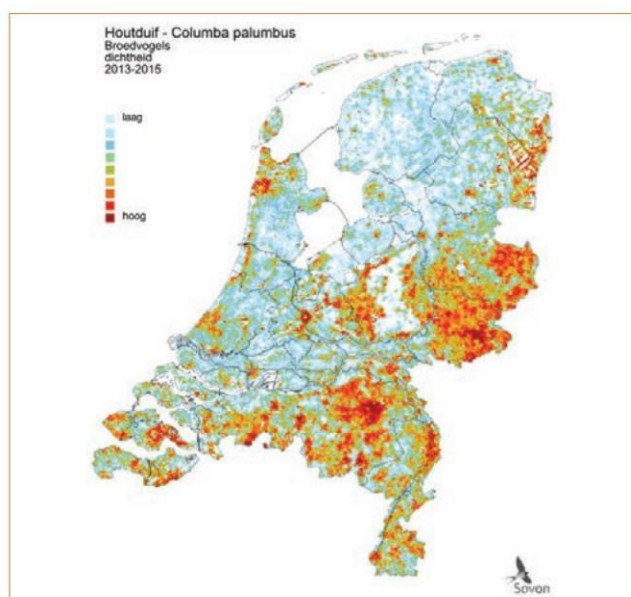 Houtduif - Columba palumbus
Broedvogels
dichtheid
2013-2015
laag
hoog
Sovon